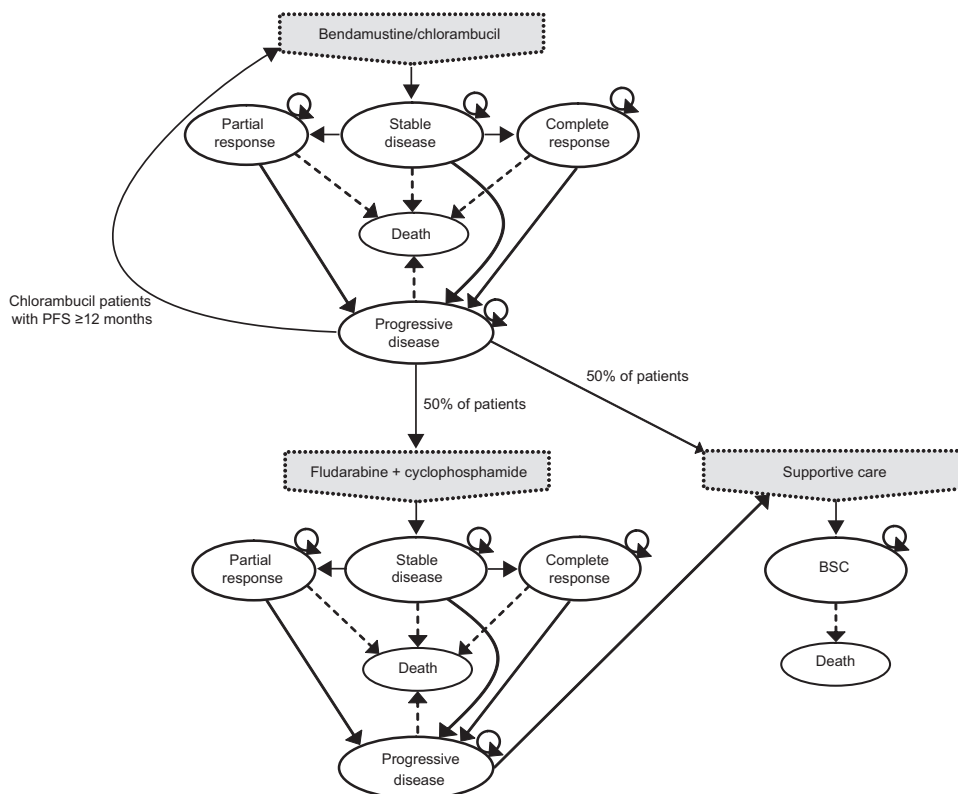 Bendamustine/chlorambucil
Partial
response
Stable
disease
Complete
response
Death
Chlorambucil patients
with PFS ≥12 months
Progressive
disease
50% of patients
50% of patients
Fludarabine + cyclophosphamide
Supportive care
Partial
response
Stable
disease
Complete
response
BSC
Death
Death
Progressive
disease